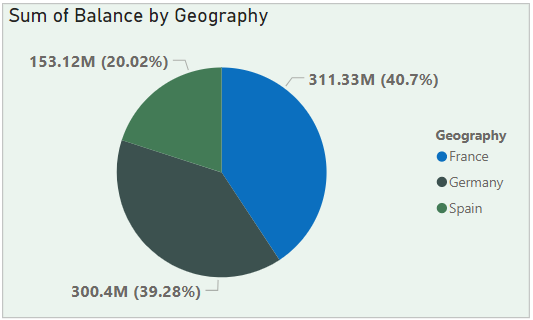 Sum of Balance by Geography
153.12M (20.02%)
311.33M (40.7%)
Geography
France
Germany
Spain
300.4M (39.28%)